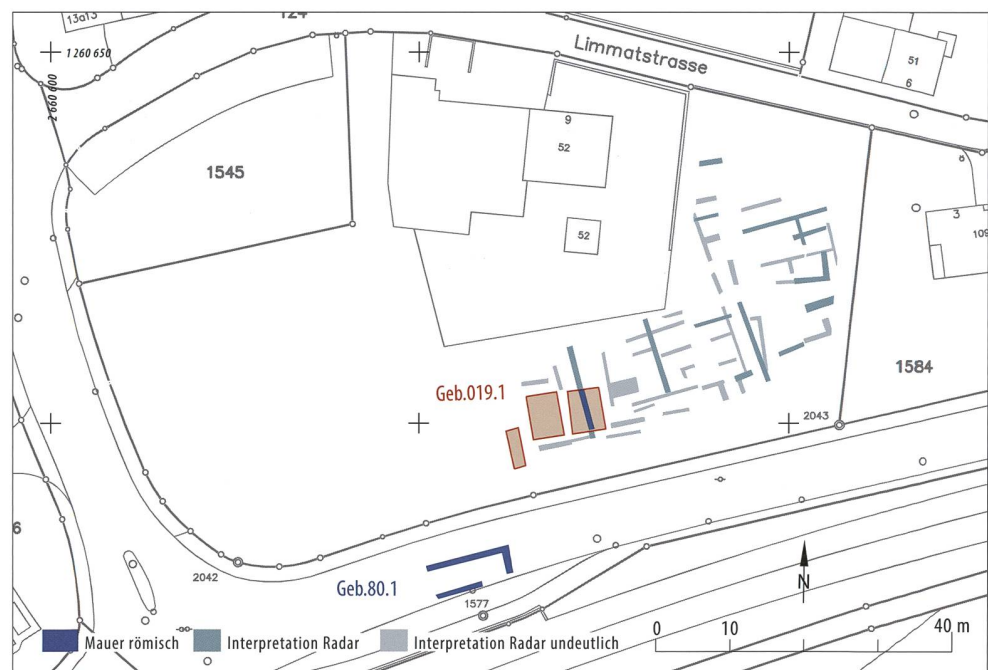 13a13
124
1 260 650
2 660 600
Limmatstrasse
51
6
9
52
1545
52
3
109
1584
Geb.019.1
2043
6
2042
Geb.80.1
1577
N
Mauer römisch
Interpretation Radar
Interpretation Radar undeutlich
0 10 40 m